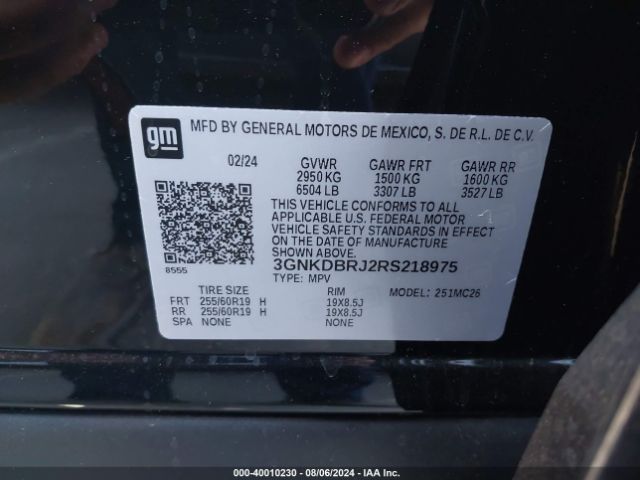 gm
MFD BY GENERAL MOTORS DE MEXICO, S. DE R.L. DE C.V.
02/24 GVWR GAWR FRT GAWR RR
2950 KG 1500 KG 1600 KG
6504 LB 3307 LB 3527 LB
THIS VEHICLE CONFORMS TO ALL
APPLICABLE U.S. FEDERAL MOTOR
VEHICLE SAFETY STANDARDS IN EFFECT
ON THE DATE OF MANUFACTURE
SHOWN ABOVE.
8555
3GNKDBRJ2RS218975
TYPE: MPV
TIRE SIZE RIM MODEL: 251MC26
FRT 255/60R19 H 19X8.5J
RR 255/60R19 H 19X8.5J
SPA NONE NONE
000-40010230 - 08/06/2024 - IAA Inc.